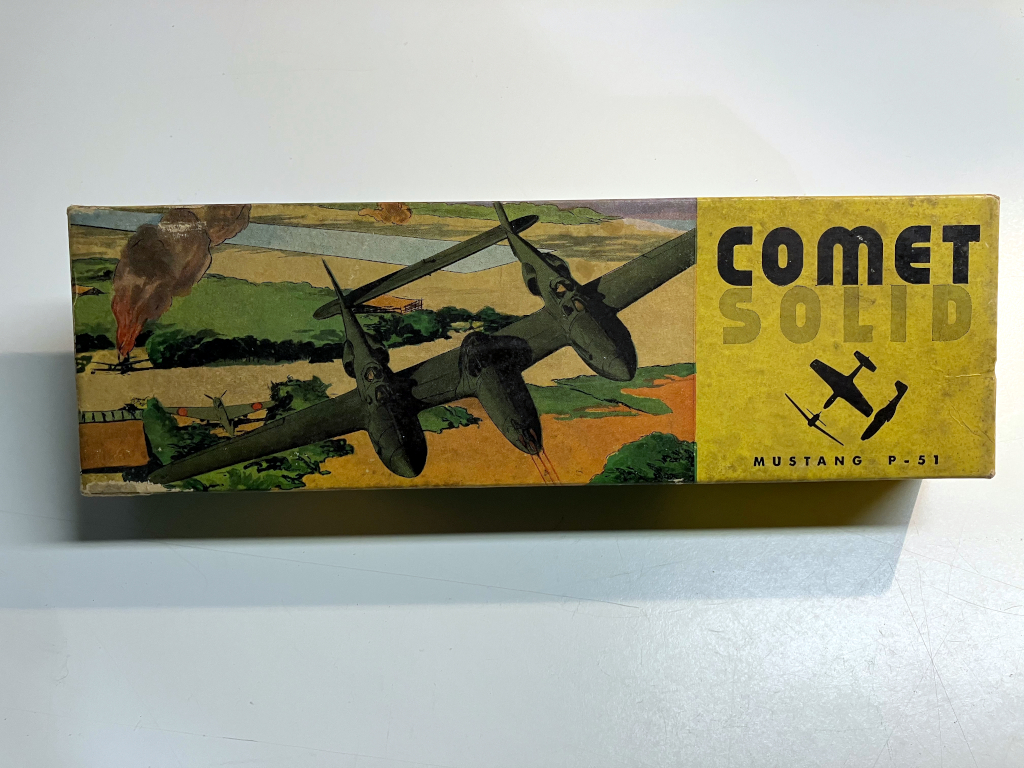 COMET
SOLID
MUSTANG P-51